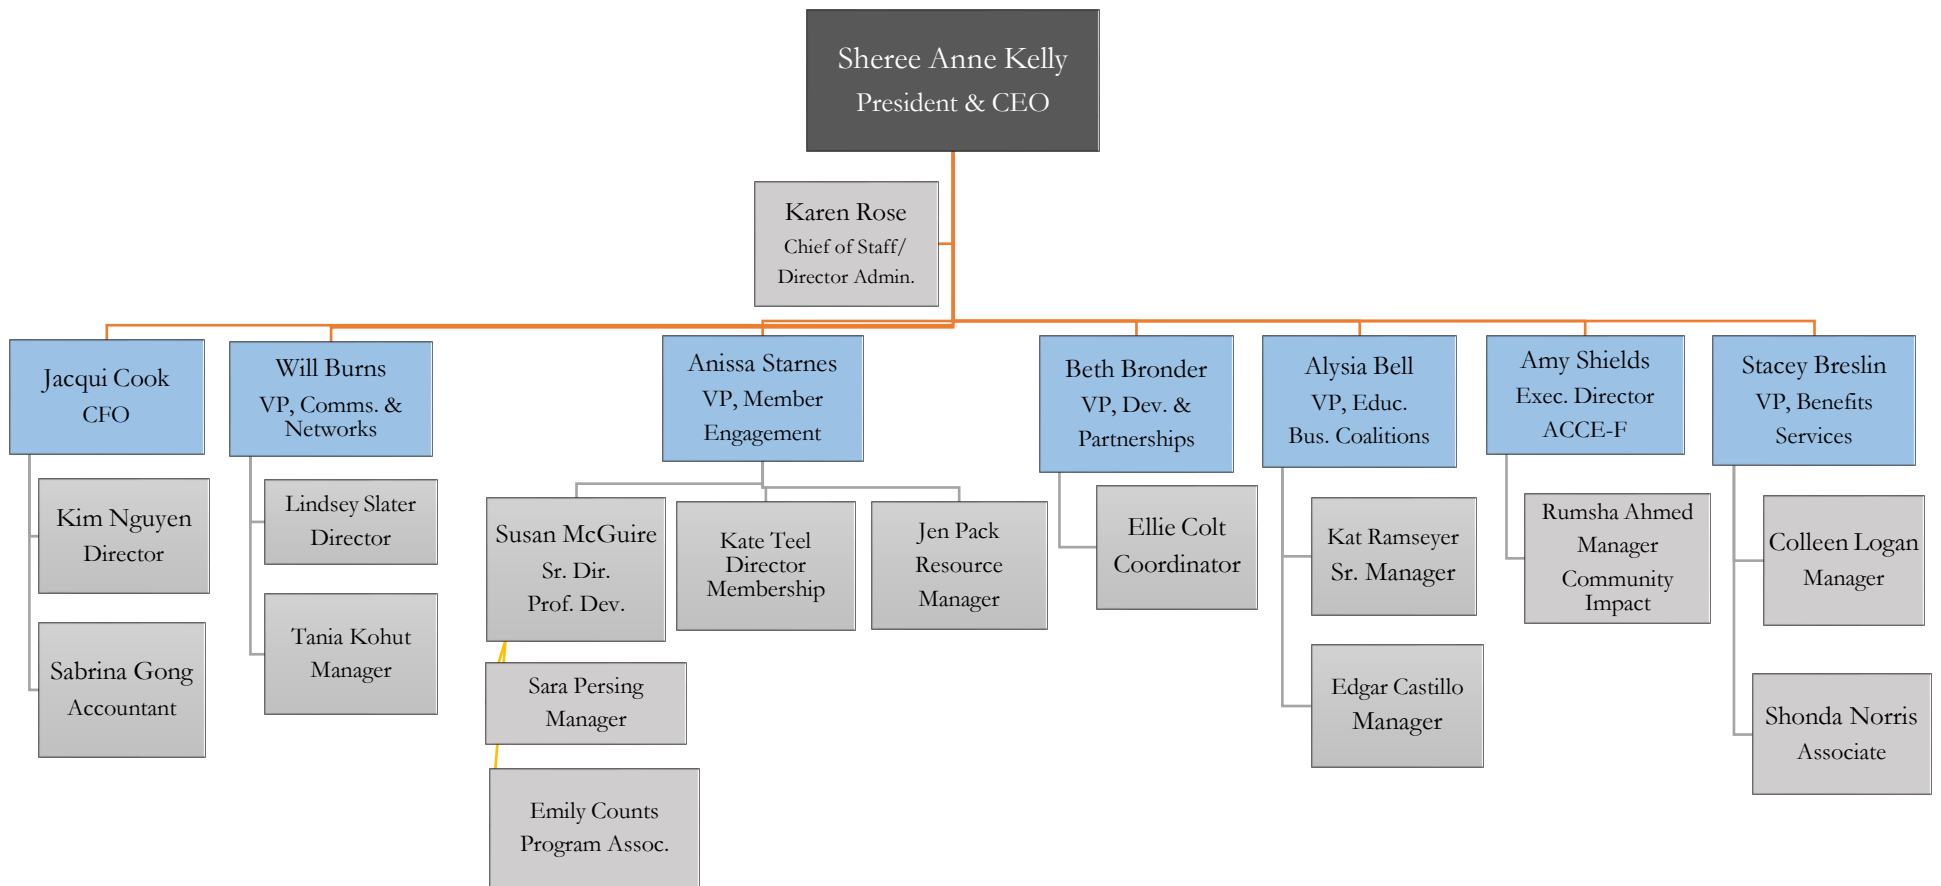 Sheree Anne Kelly
President & CEO
Karen Rose
Chief of Staff/
Director Admin.
Jacqui Cook
CFO
Kim Nguyen
Director
Sabrina Gong
Accountant
Will Burns
VP, Comms. &
Networks
Lindsey Slater
Director
Tania Kohut
Manager
Anissa Starnes
VP, Member
Engagement
Susan McGuire
Sr. Dir.
Prof. Dev.
Sara Persing
Manager
Emily Counts
Program Assoc.
Kate Teel
Director
Membership
Jen Pack
Resource
Manager
Beth Bronder
VP, Dev. &
Partnerships
Ellie Colt
Coordinator
Alysia Bell
VP, Educ.
Bus. Coalitions
Kat Ramseyer
Sr. Manager
Edgar Castillo
Manager
Amy Shields
Exec. Director
ACCE-F
Rumsha Ahmed
Manager
Community
Impact
Stacey Breslin
VP, Benefits
Services
Colleen Logan
Manager
Shonda Norris
Associate